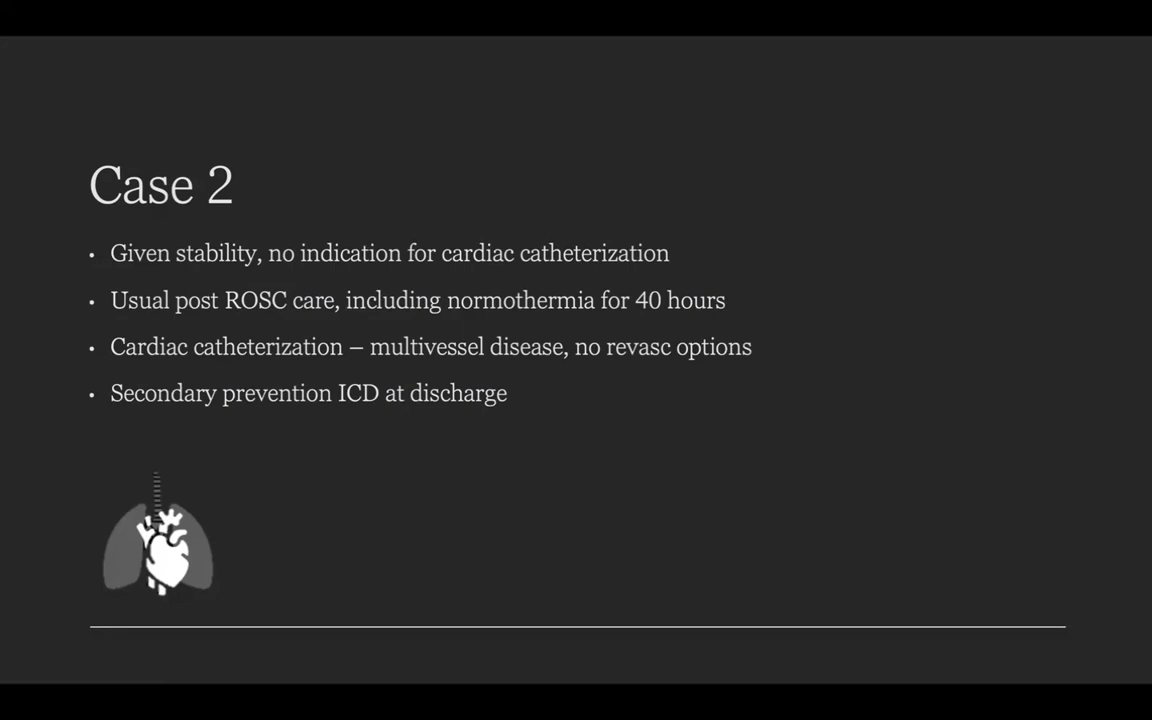 Case 2
• Given stability, no indication for cardiac catheterization
• Usual post ROSC care, including normothermia for 40 hours
• Cardiac catheterization – multivessel disease, no revasc options
• Secondary prevention ICD at discharge